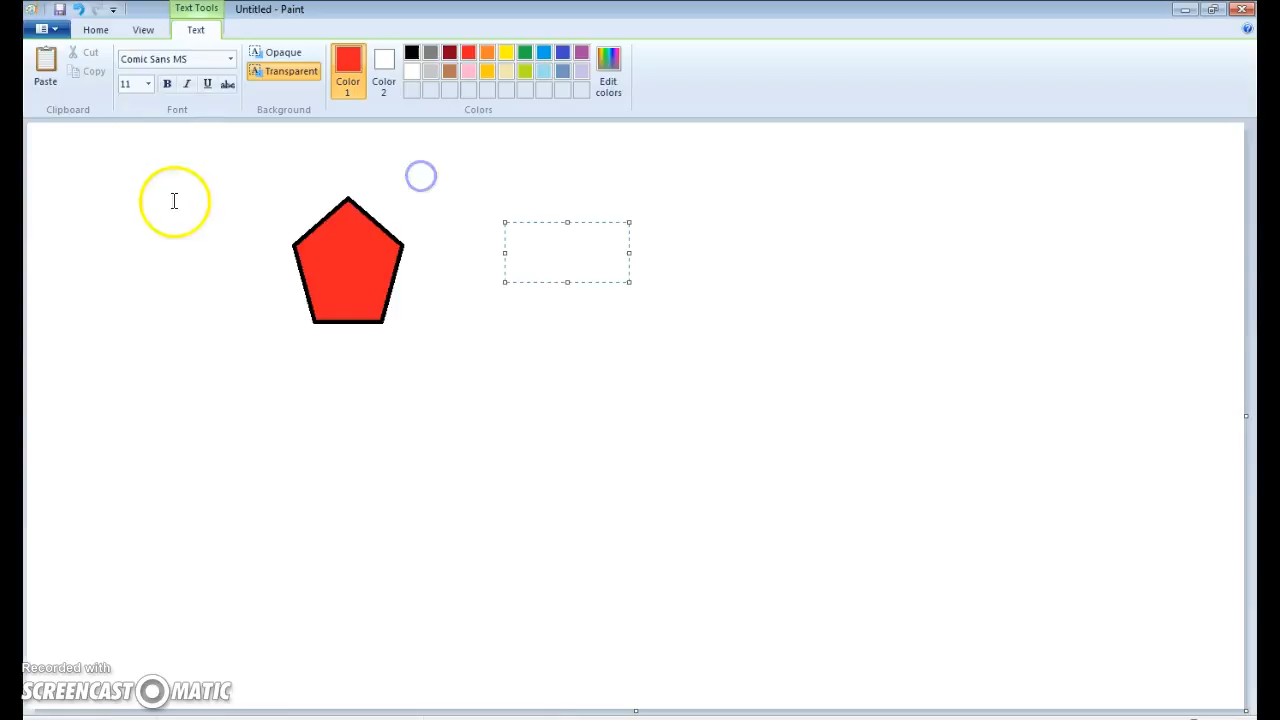 Text Tools
Untitled - Paint
Home View Text
Paste
Cut
Copy
Clipboard
Comic Sans MS
11
B I U abc
Font
A Opaque
A Transparent
Background
Color 1
Color 2
Edit colors
Colors
Recorded with
SCREENCAST MATIC